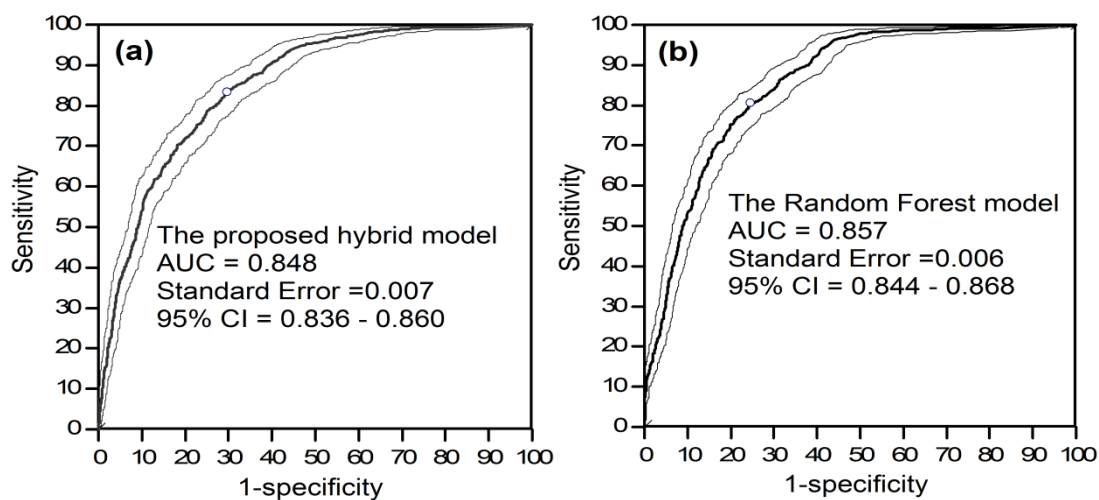 (a)
Sensitivity
100
90
80
70
60
50
40
30
20
10
0
The proposed hybrid model
AUC = 0.848
Standard Error =0.007
95% CI = 0.836 - 0.860
0 10 20 30 40 50 60 70 80 90 100
1-specificity
(b)
Sensitivity
100
90
80
70
60
50
40
30
20
10
0
The Random Forest model
AUC = 0.857
Standard Error =0.006
95% CI = 0.844 - 0.868
0 10 20 30 40 50 60 70 80 90 100
1-specificity